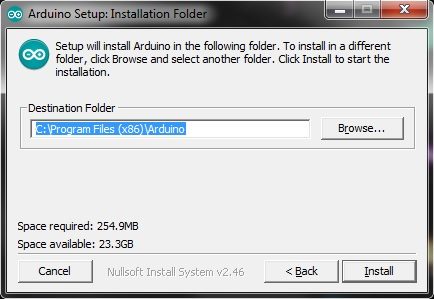 Arduino Setup: Installation Folder
Setup will install Arduino in the following folder. To install in a different
folder, click Browse and select another folder. Click Install to start the
installation.
Destination Folder
C:\Program Files (x86)\Arduino
Browse...
Space required: 254.9MB
Space available: 23.3GB
Cancel
Nullsoft Install System v2.46
< Back
Install